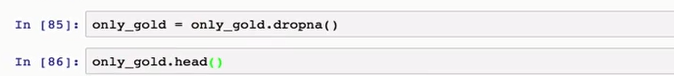 In [85]: only_gold = only_gold.dropna()
In [86]: only_gold.head()